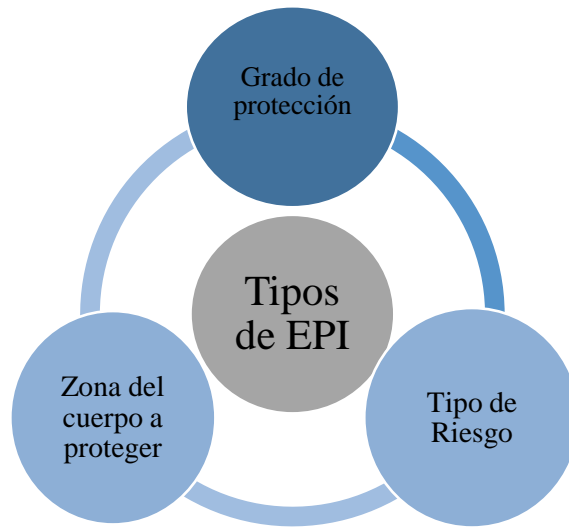 Grado de
protección
Tipos
de EPI
Zona del
cuerpo a
proteger
Tipo de
Riesgo